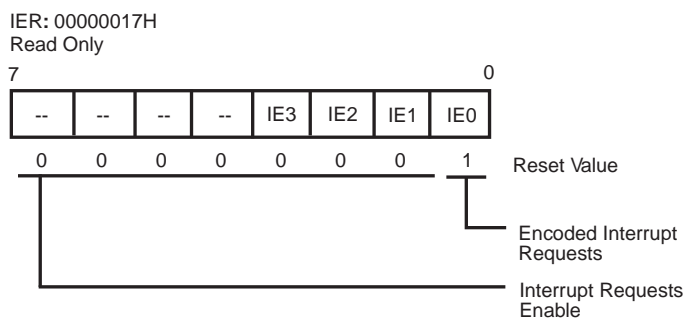 IER: 00000017H
Read Only
7 0
-- -- -- -- IE3 IE2 IE1 IE0
0 0 0 0 0 0 0 1 Reset Value
Encoded Interrupt
Requests
Interrupt Requests
Enable